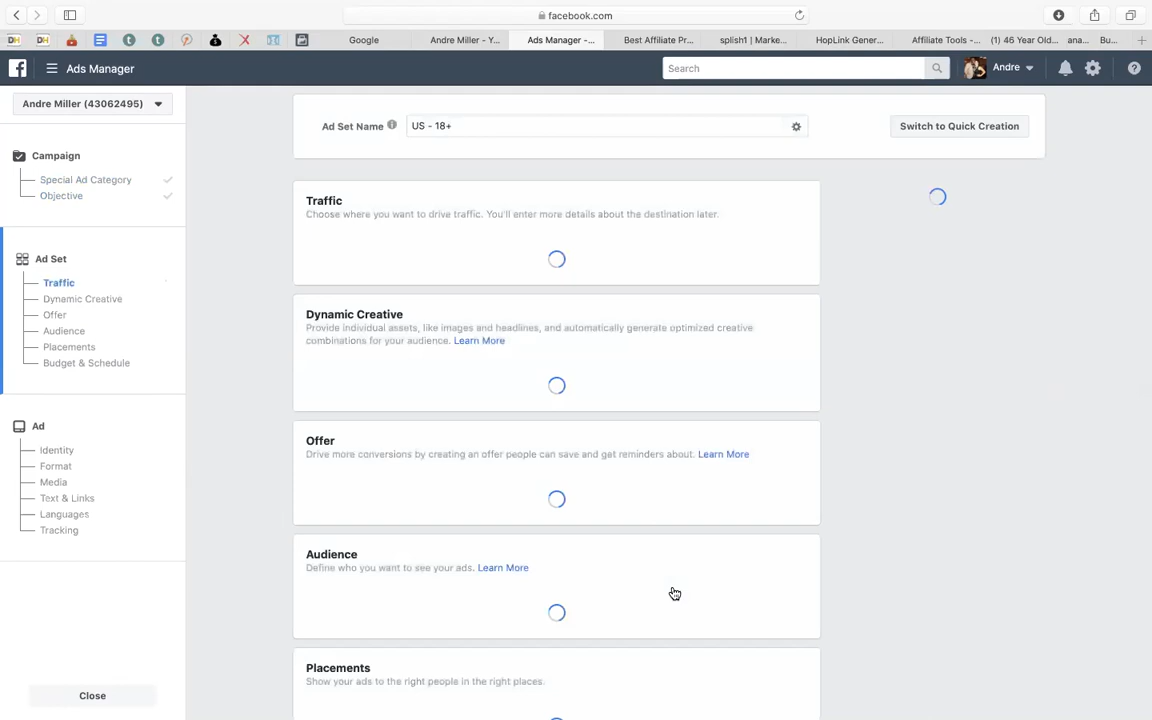 facebook.com
Google
Andre Miller - Y...
Ads Manager -...
Best Affiliate Pr...
splish1 | Marke...
HopLink Gener...
Affiliate Tools -...
(1) 46 Year Old...
ana...
Bu...
Ads Manager
Search
Andre
Andre Miller (43062495)
Ad Set Name
US - 18+
Switch to Quick Creation
Campaign
Special Ad Category
Objective
Ad Set
Traffic
Dynamic Creative
Offer
Audience
Placements
Budget & Schedule
Ad
Identity
Format
Media
Text & Links
Languages
Tracking
Close
Traffic
Choose where you want to drive traffic. You'll enter more details about the destination later.
Dynamic Creative
Provide individual assets, like images and headlines, and automatically generate optimized creative
combinations for your audience. Learn More
Offer
Drive more conversions by creating an offer people can save and get reminders about. Learn More
Audience
Define who you want to see your ads. Learn More
Placements
Show your ads to the right people in the right places.